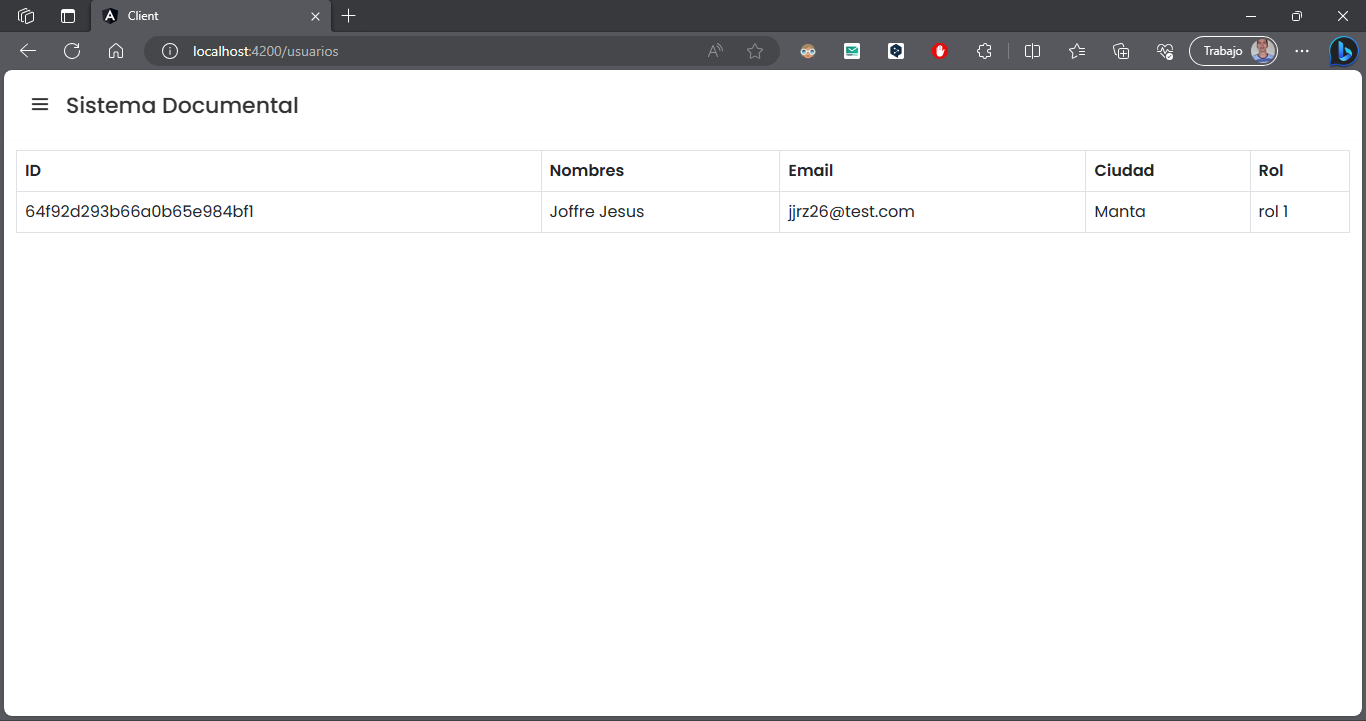 Client
localhost:4200/usuarios
Trabajo
Sistema Documental
ID Nombres Email Ciudad Rol
64f92d293b66a0b65e984bf1 Joffre Jesus jjrz26@test.com Manta rol 1